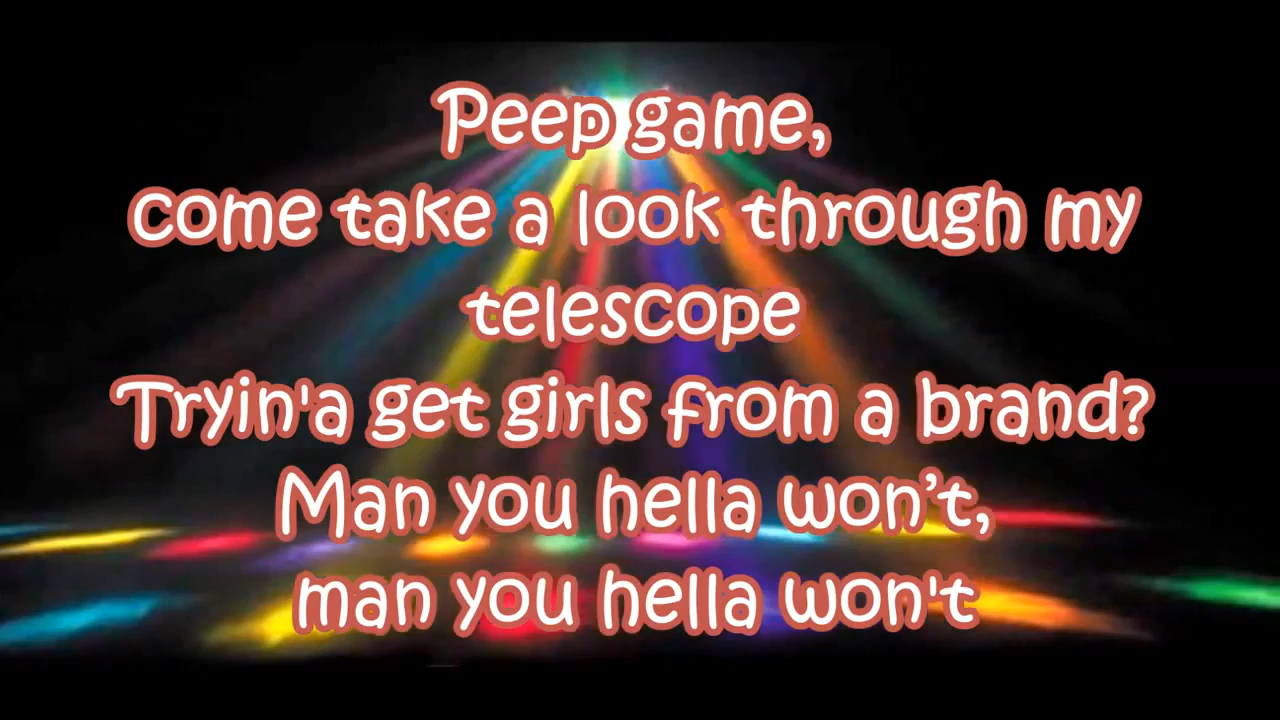 Peep game,
come take a look through my
telescope
Tryin'a get girls from a brand?
Man you hella won’t,
man you hella won't